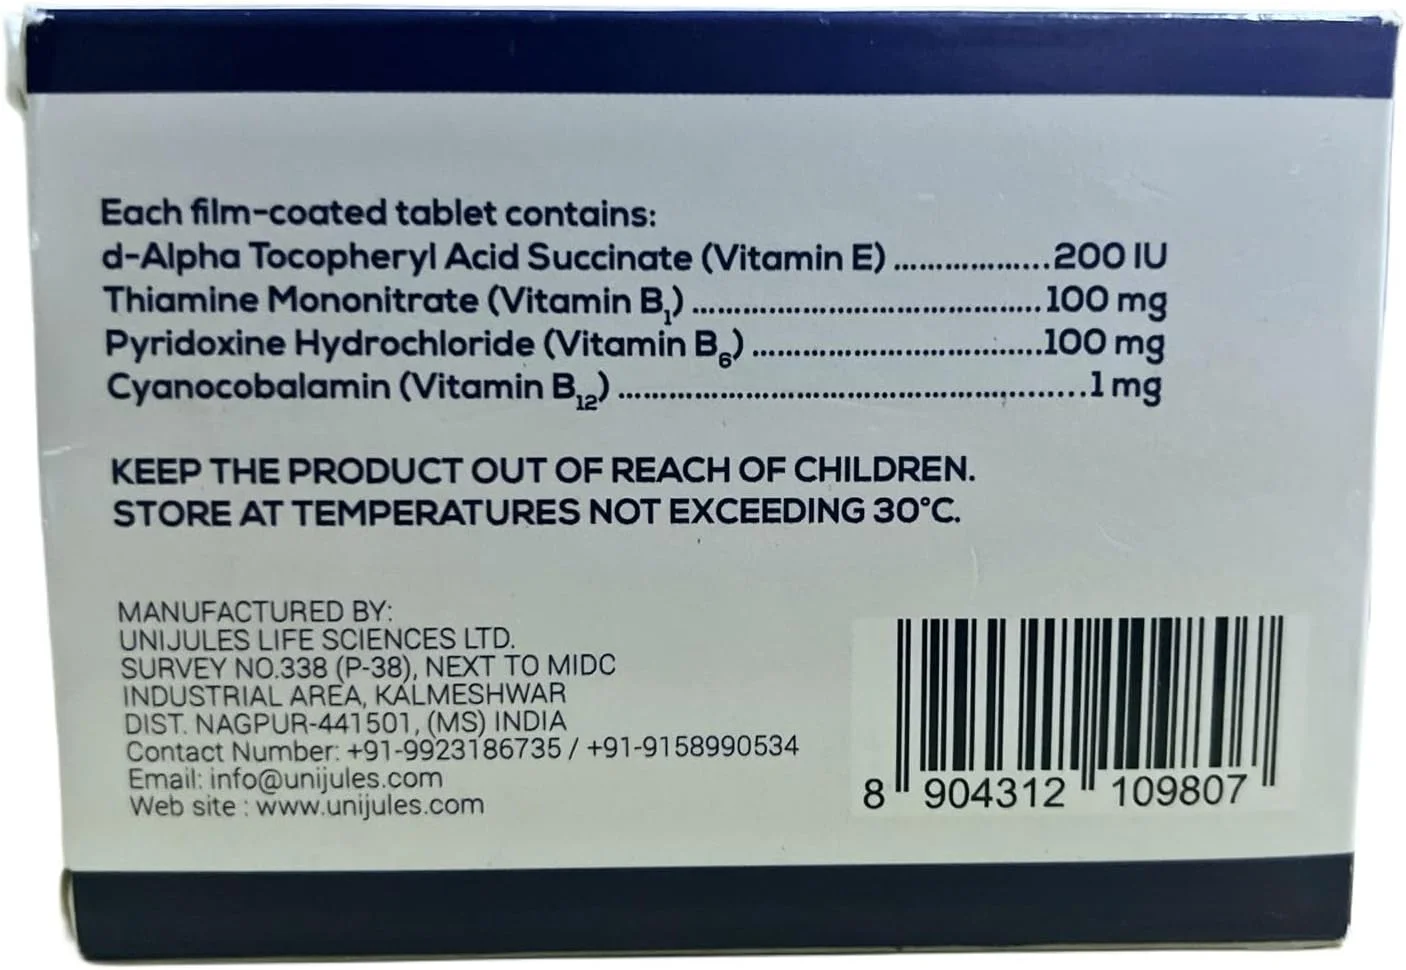 Each film-coated tablet contains:
d-Alpha Tocopheryl Acid Succinate (Vitamin E) ..................200 IU
Thiamine Mononitrate (Vitamin B₁) ........................................100 mg
Pyridoxine Hydrochloride (Vitamin B₆) .................................100 mg
Cyanocobalamin (Vitamin B₁₂) ......................................................1 mg
KEEP THE PRODUCT OUT OF REACH OF CHILDREN.
STORE AT TEMPERATURES NOT EXCEEDING 30°C.
MANUFACTURED BY:
UNIJULES LIFE SCIENCES LTD.
SURVEY NO.338 (P-38), NEXT TO MIDC
INDUSTRIAL AREA, KALMESHWAR
DIST. NAGPUR-441501, (MS) INDIA
Contact Number: +91-9923186735 / +91-9158990534
Email: info@unijules.com
Web site : www.unijules.com
8 904312 109807